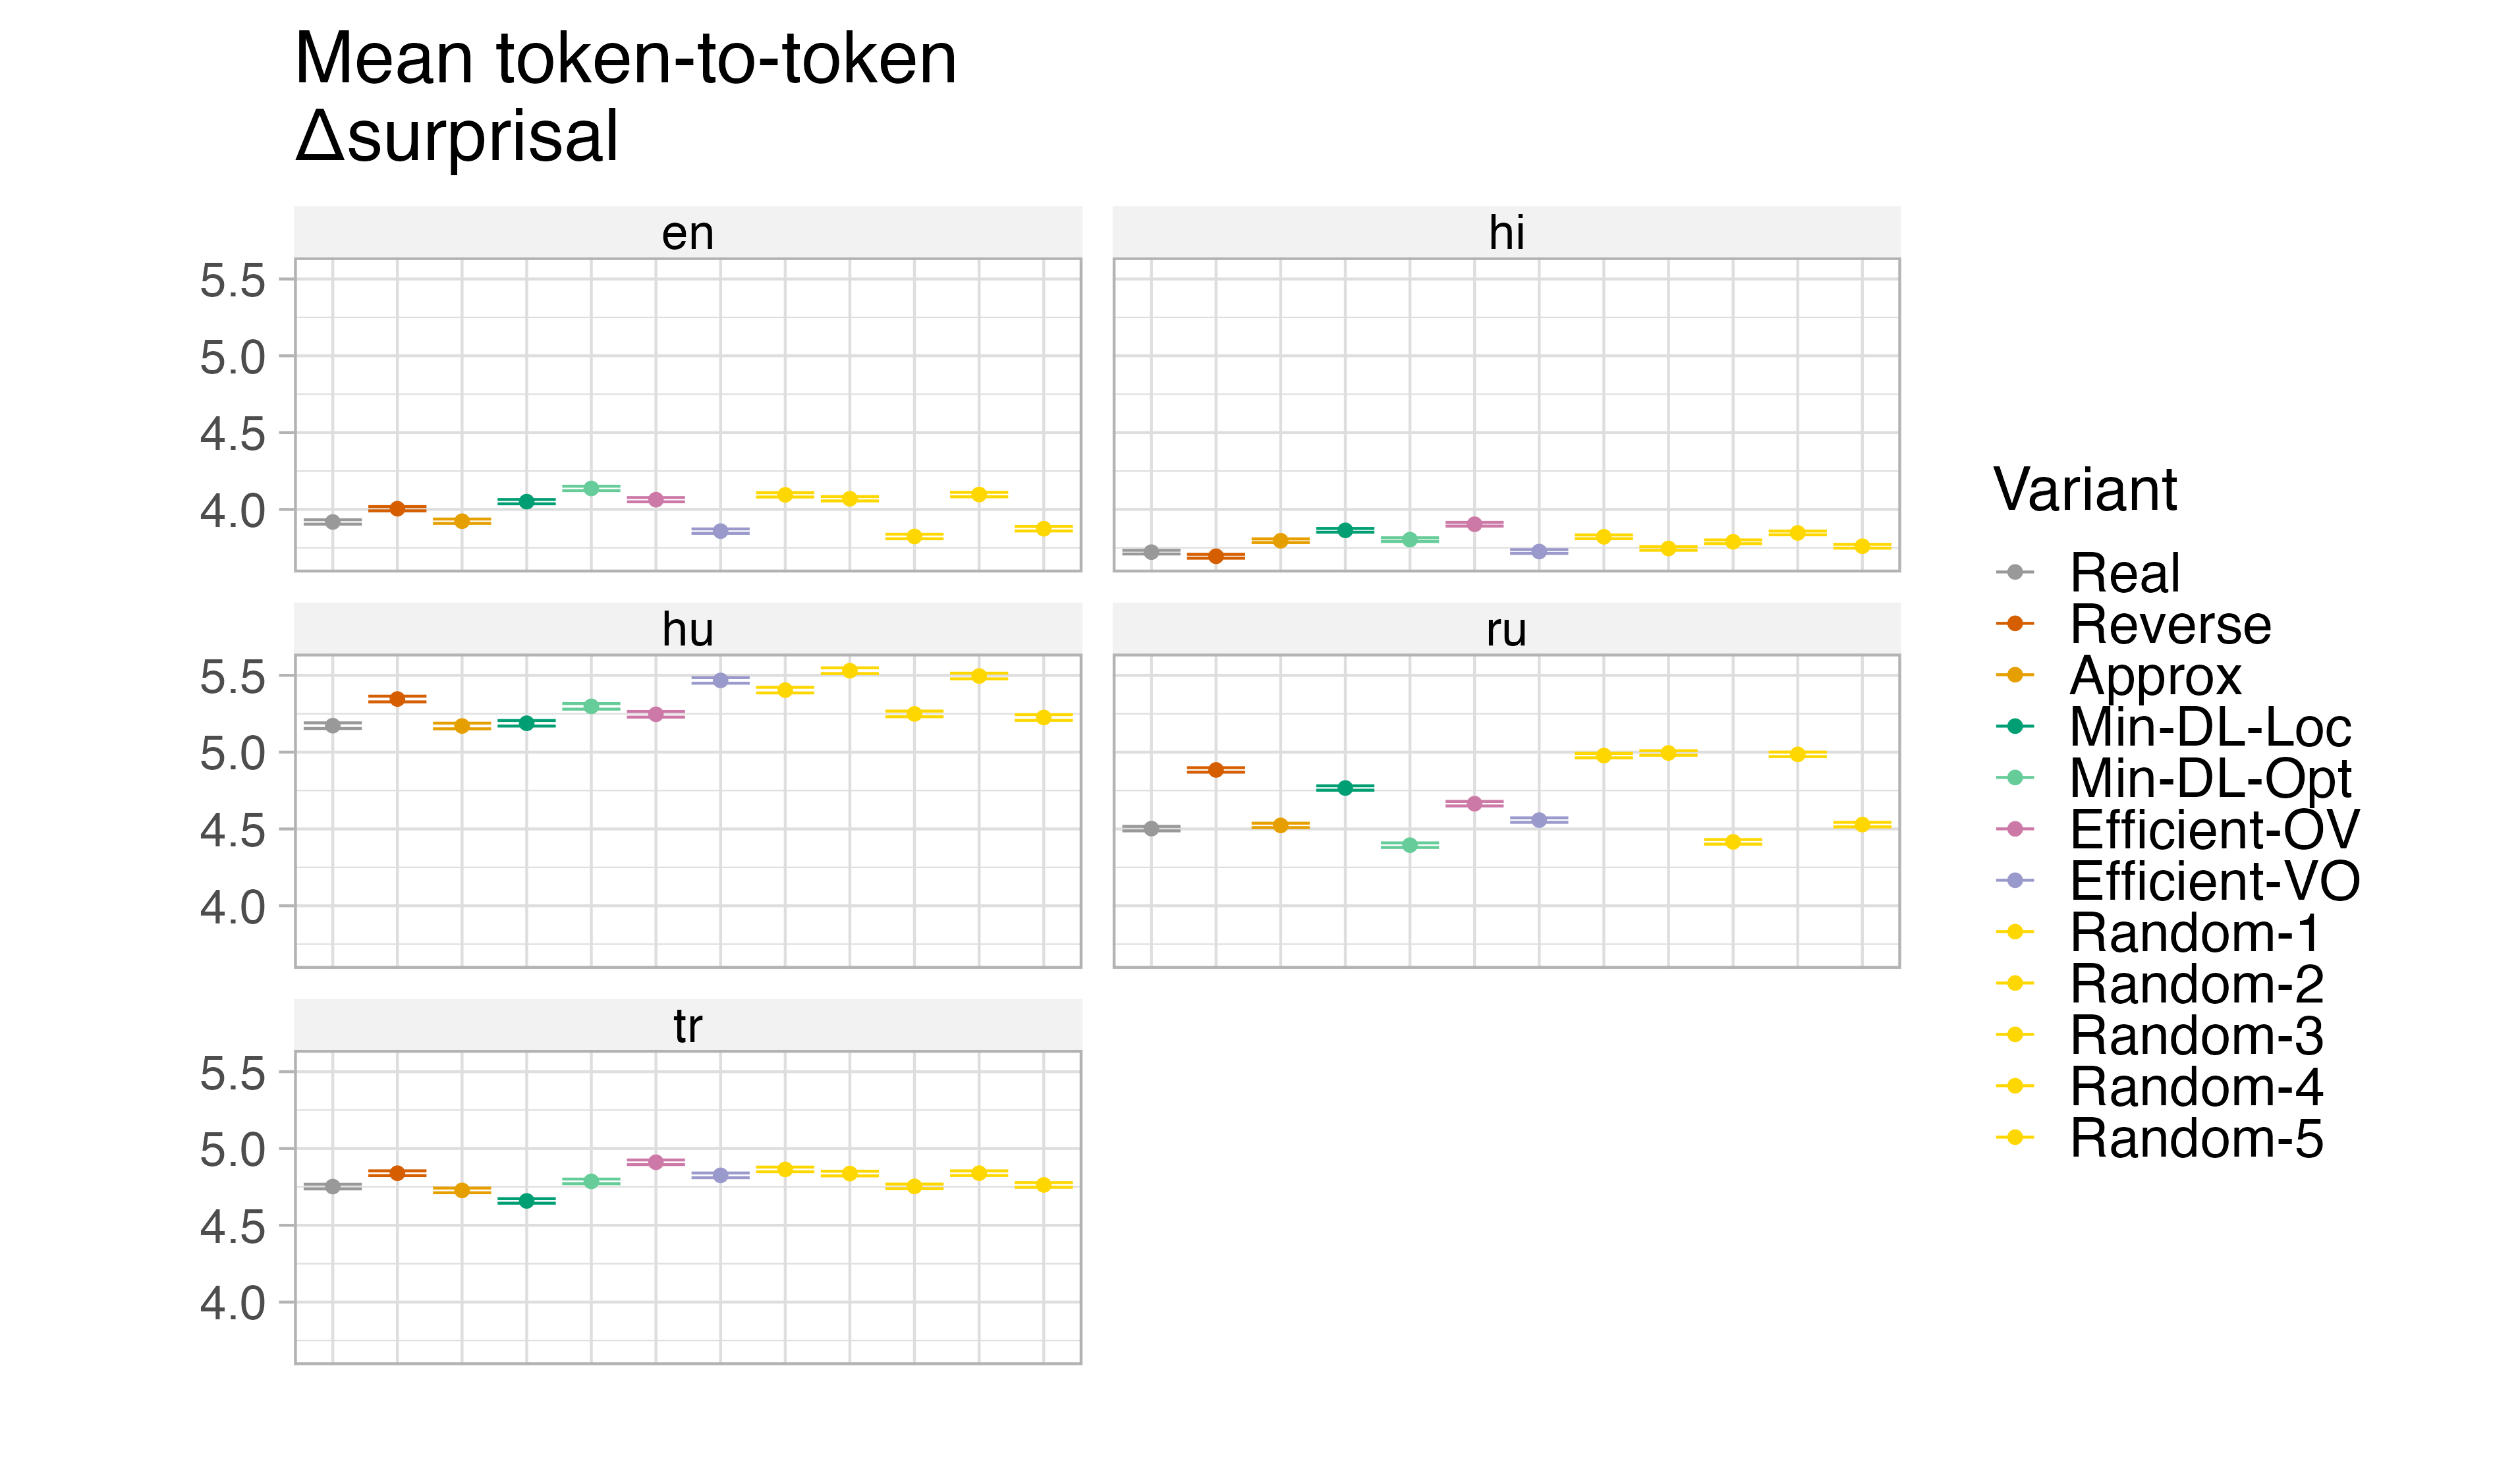 Mean token-to-token
Δsurprisal
en
hi
5.5
5.0
4.5
4.0
hu
ru
5.5
5.0
4.5
4.0
tr
5.5
5.0
4.5
4.0
Variant
Real
Reverse
Approx
Min-DL-Loc
Min-DL-Opt
Efficient-OV
Efficient-VO
Random-1
Random-2
Random-3
Random-4
Random-5